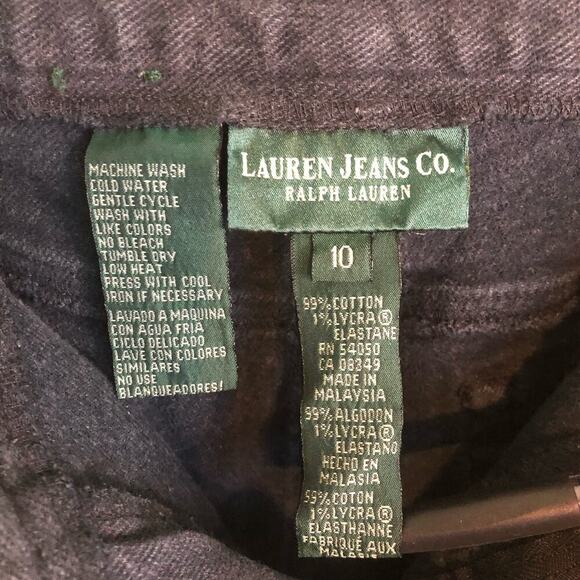 MACHINE WASH
COLD WATER
GENTLE CYCLE
WASH WITH
LIKE COLORS
NO BLEACH
TUMBLE DRY
LOW HEAT
PRESS WITH COOL
IRON IF NECESSARY
LAVADO A MAQUINA
CON AGUA FRIA
CICLO DELICADO
LAVE CON COLORES
SIMILARES
NO USE
BLANQUEADORES!
LAUREN JEANS CO.
RALPH LAUREN
10
99% COTTON
1% LYCRA®
ELASTANE
RN 54050
CA 08349
MADE IN
MALAYSIA
99% ALGODON
1% LYCRA®
ELASTANO
HECHO EN
MALASIA
99% COTON
1% LYCRA®
ELASTHANNE
FABRIQUE AUX
MALASIE